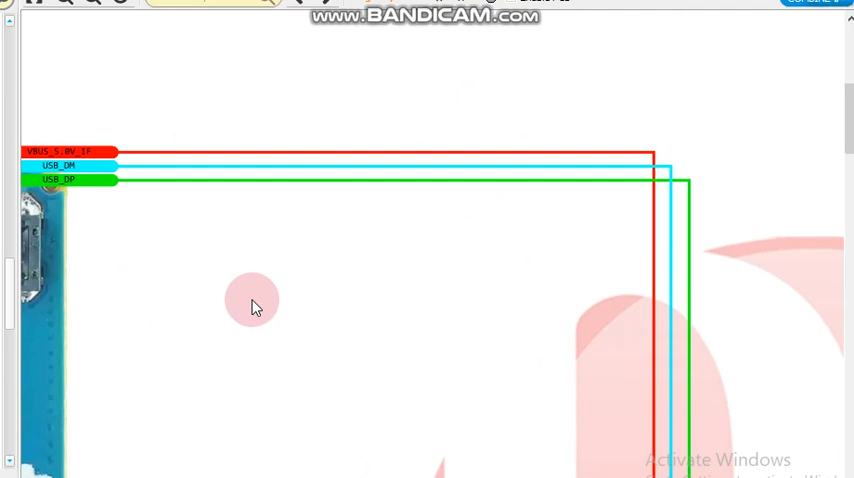 WWW.BANDICAM.COM
VBUS_5.0V_IF
USB_DM
USB_DP
Activate Windows